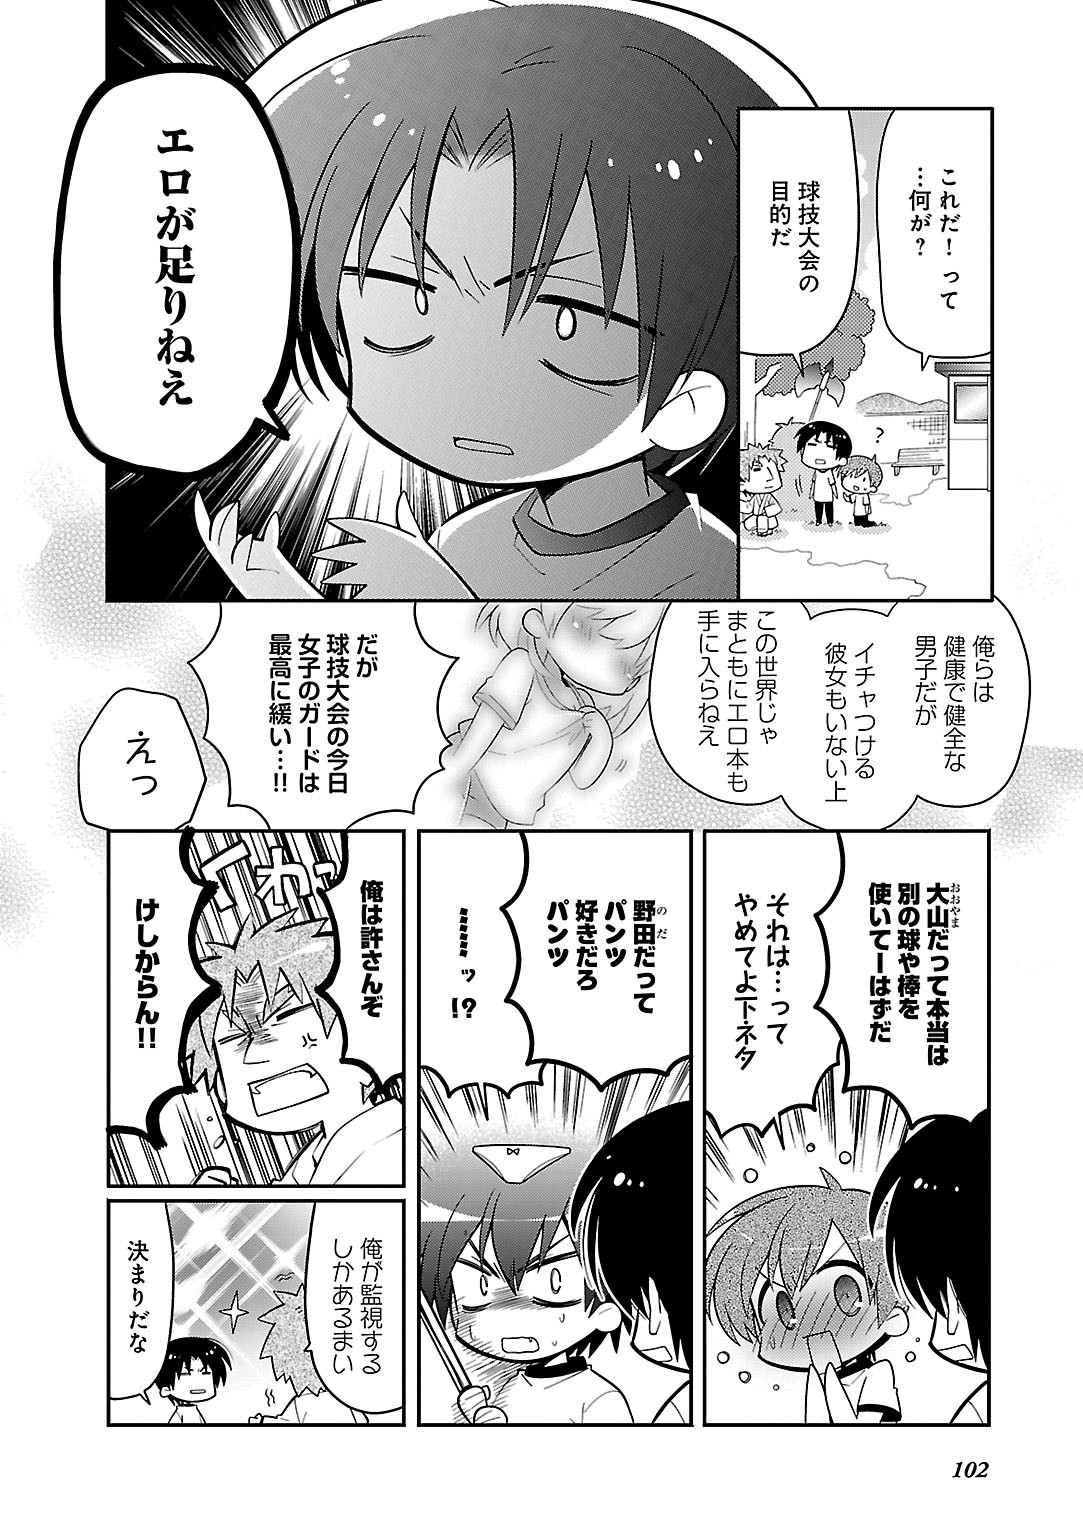 これだ！って
…何が？
球技大会の
目的だ
エロが足りねえ
俺らは
健康で健全な
男子だが
イチャつける
彼女もいない上
この世界じゃ
まともにエロ本も
手に入らねえ
だが
球技大会の今日
女子のガードは
最高に緩い…!!
えっ
大山だって本当は
おおやま
別の球や棒を
使いてーはずだ
それは…って
やめてよ下ネタ
野田だって
のだ
パンツ
好きだろ
パンツ
……ッ!?
くわっ
俺は許さんぞ
けしからん!!
俺が監視する
しかあるまい
決まりだな
?
102